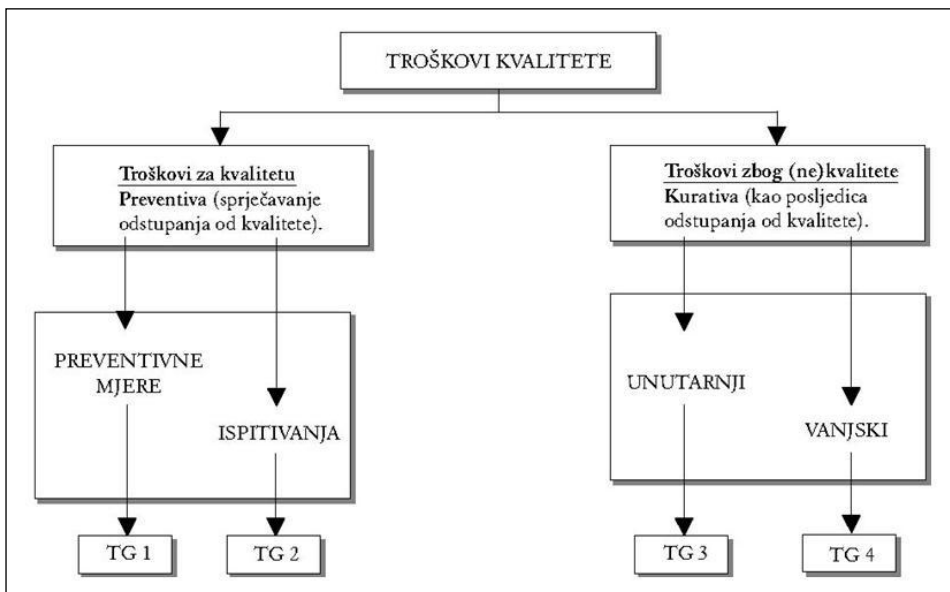 TROŠKOVI KVALITETE
Troškovi za kvalitetu
Preventiva (sprječavanje
odstupanja od kvalitete).
Troškovi zbog (ne)kvalitete
Kurativa (kao posljedica
odstupanja od kvalitete).
PREVENTIVNE
MJERE
ISPITIVANJA
UNUTARNJI
VANJSKI
TG 1
TG 2
TG 3
TG 4